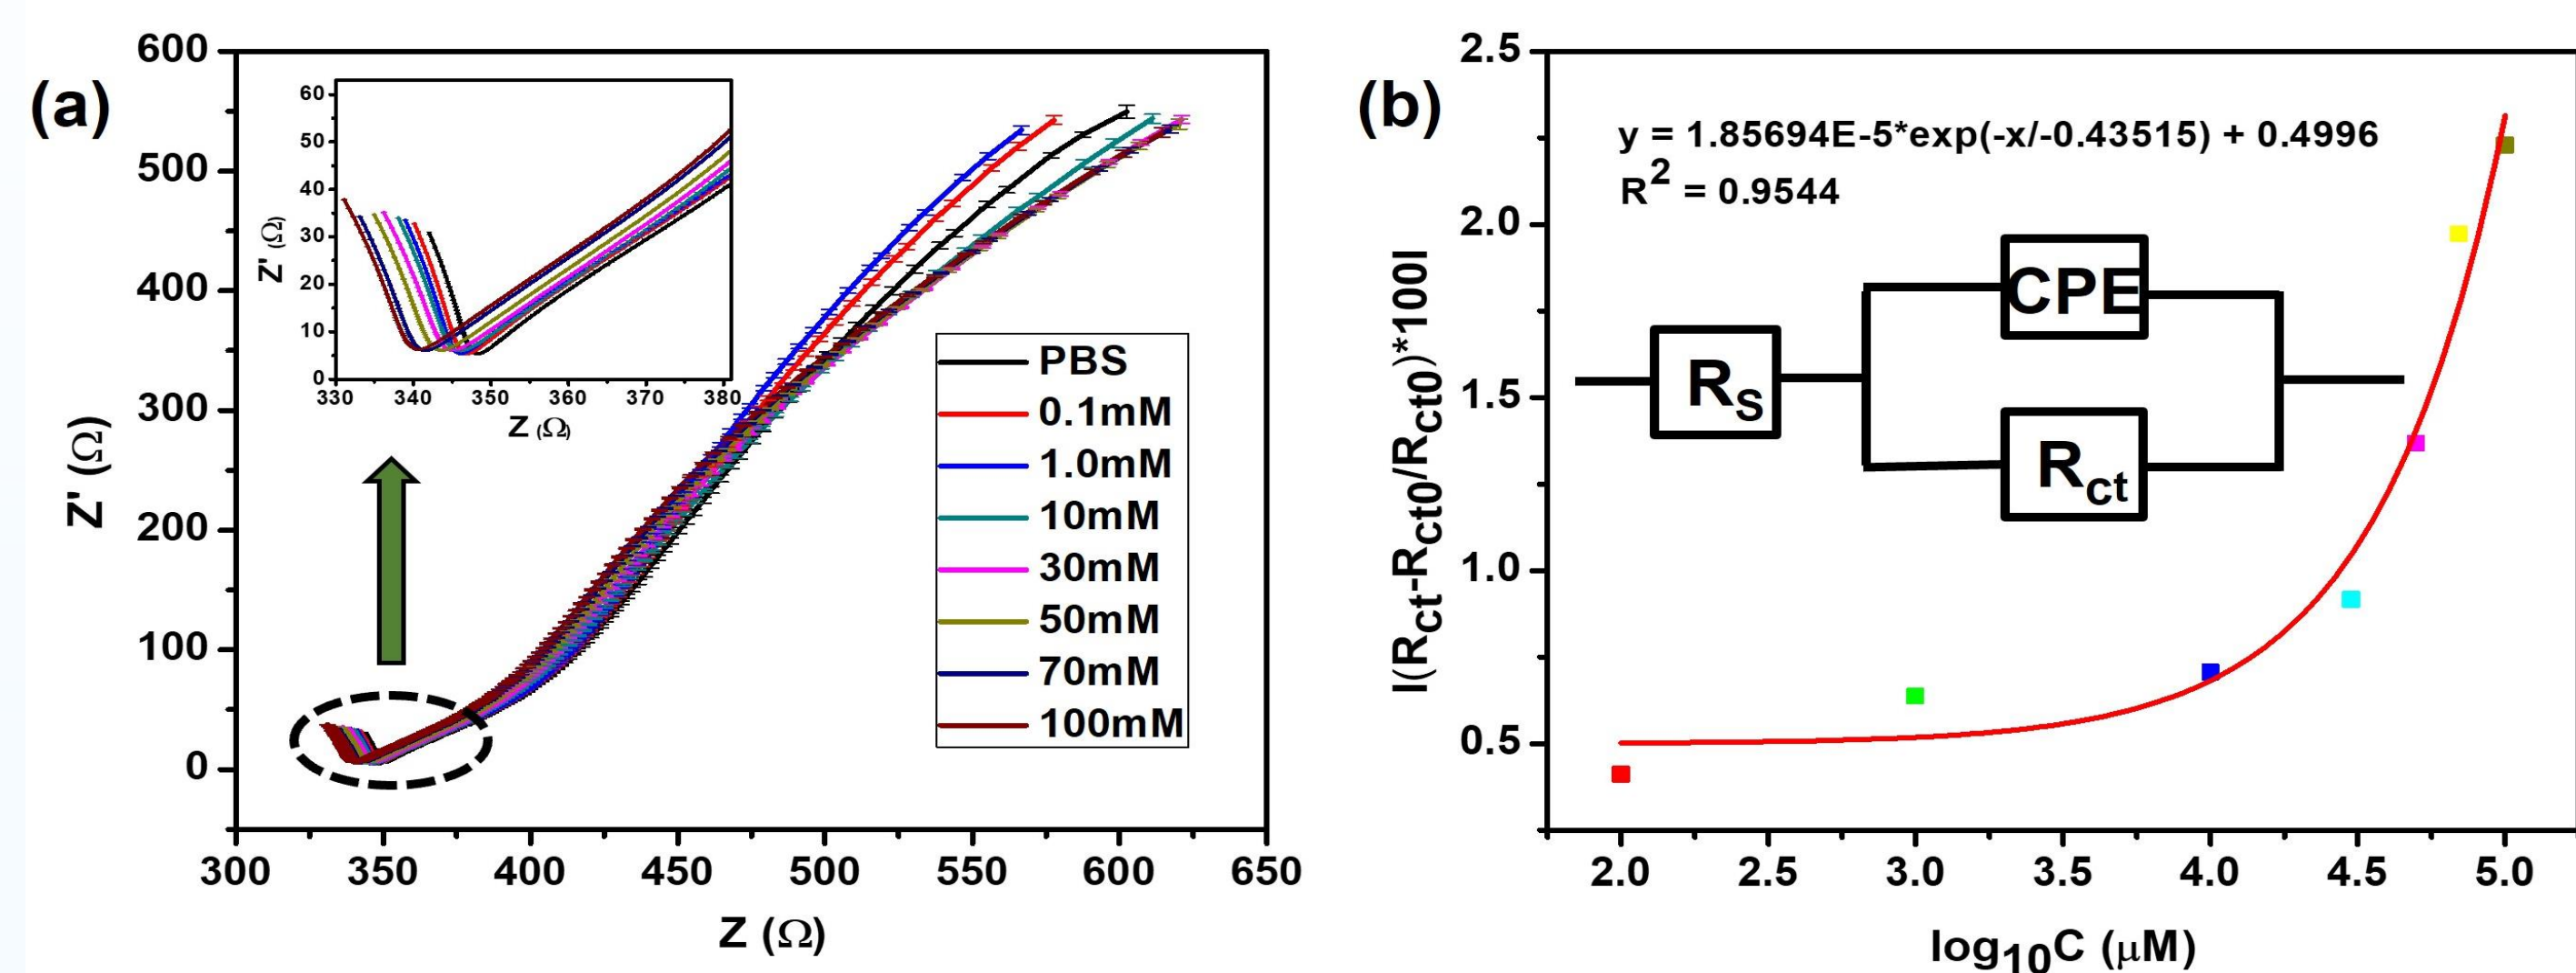 (a)
600
500
400
300
200
100
0
Z' (Ω)
300 350 400 450 500 550 600 650
Z (Ω)
60
50
40
30
20
10
0
Z' (Ω)
330 340 350 360 370 380
Z (Ω)
PBS
0.1mM
1.0mM
10mM
30mM
50mM
70mM
100mM
(b)
2.5
2.0
1.5
1.0
0.5
I((Rct-Rct0/Rct0)*100I
y = 1.85694E-5*exp(-x/-0.43515) + 0.4996
R2 = 0.9544
CPE
RS
Rct
2.0 2.5 3.0 3.5 4.0 4.5 5.0
log10C (μM)